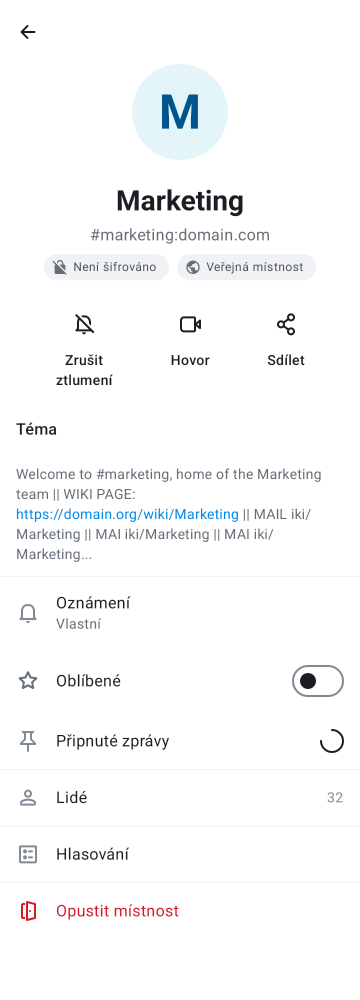 M
Marketing
#marketing:domain.com
Není šifrováno
Veřejná místnost
Zrušit
ztlumení
Hovor
Sdílet
Téma
Welcome to #marketing, home of the Marketing
team || WIKI PAGE:
https://domain.org/wiki/Marketing || MAIL iki/
Marketing || MAI iki/Marketing || MAI iki/
Marketing...
Oznámení
Vlastní
Oblíbené
Připnuté zprávy
Lidé
32
Hlasování
Opustit místnost